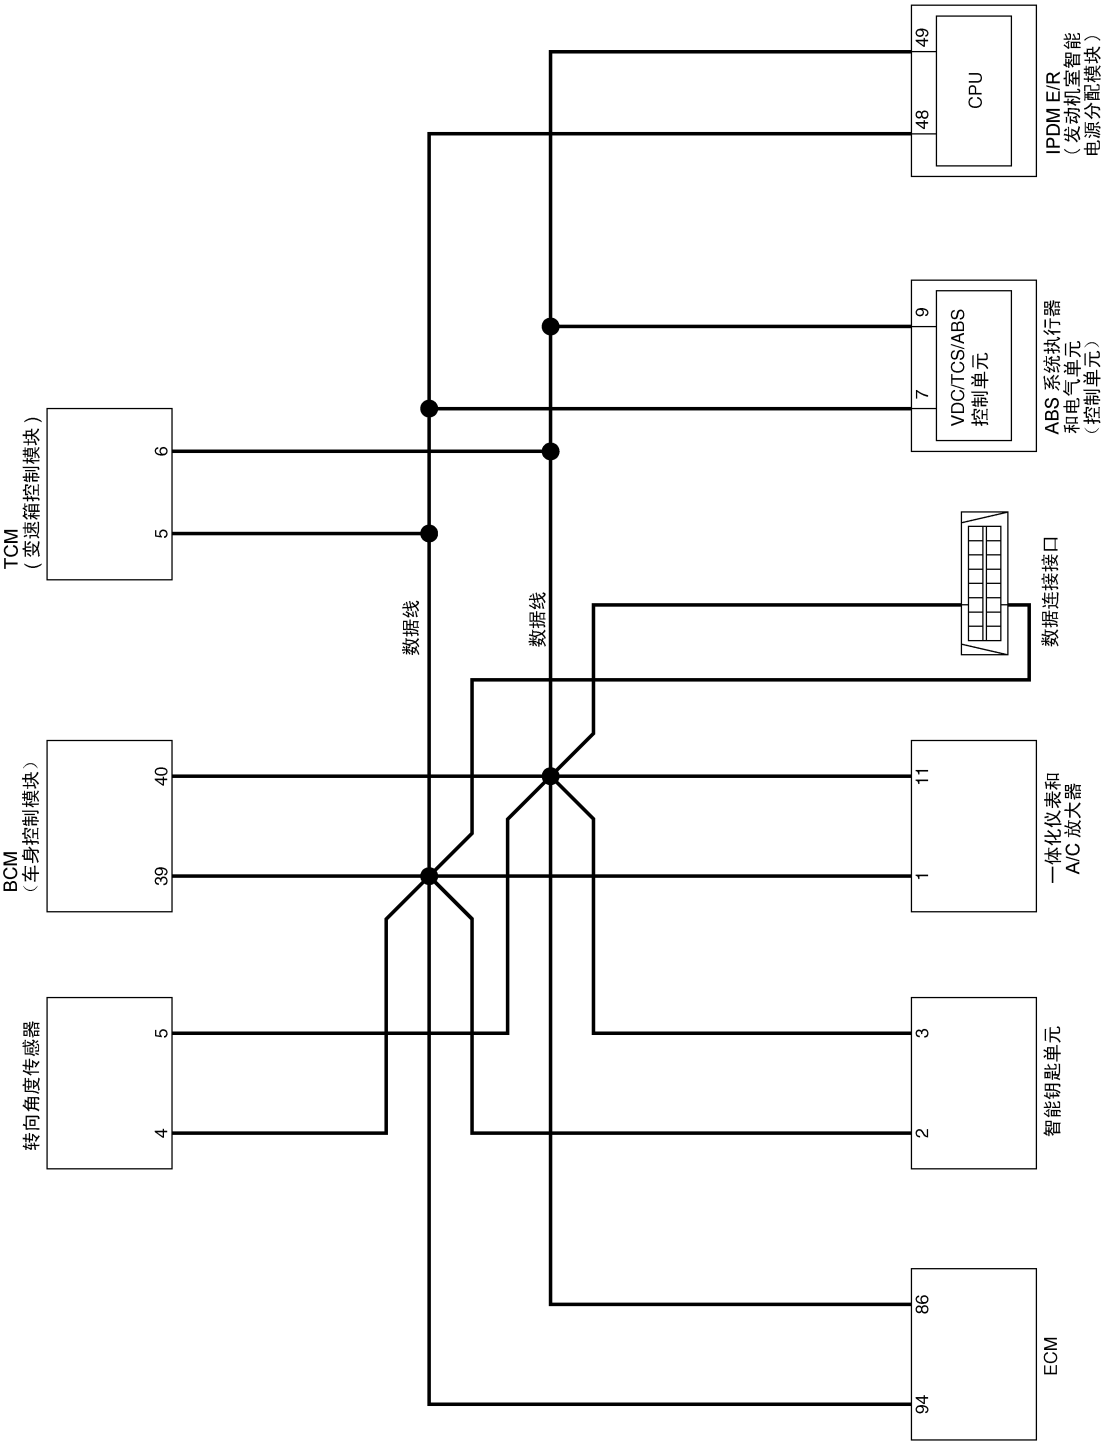 转向角度传感器
BCM
（车身控制模块）
TCM
(变速箱控制模块)
4
5
39
40
5
6
数据线
数据线
94
86
2
3
1
11
7
9
48
49
VDC/TCS/ABS
控制单元
CPU
ECM
智能钥匙单元
一体化仪表和
A/C 放大器
数据连接接口
ABS 系统执行器
和电气单元
（控制单元）
IPDM E/R
（发动机室智能
电源分配模块）